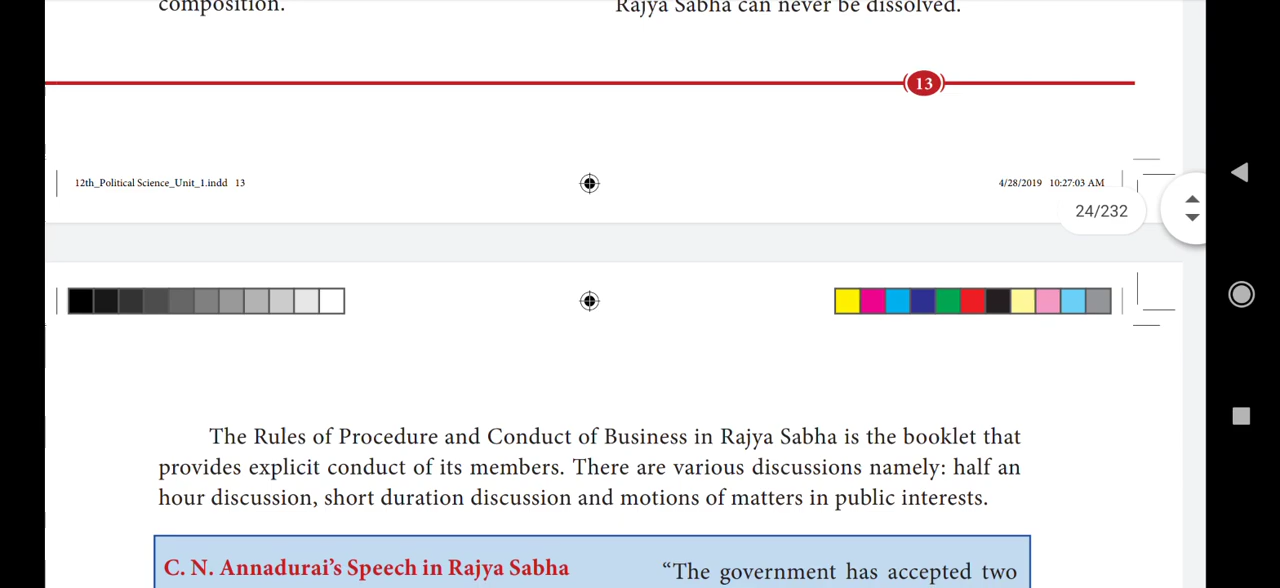 composition.
Rajya Sabha can never be dissolved.
13
12th_Political Science_Unit_1.indd 13
4/28/2019 10:27:03 AM
24/232
The Rules of Procedure and Conduct of Business in Rajya Sabha is the booklet that
provides explicit conduct of its members. There are various discussions namely: half an
hour discussion, short duration discussion and motions of matters in public interests.
C. N. Annadurai’s Speech in Rajya Sabha
“The government has accepted two